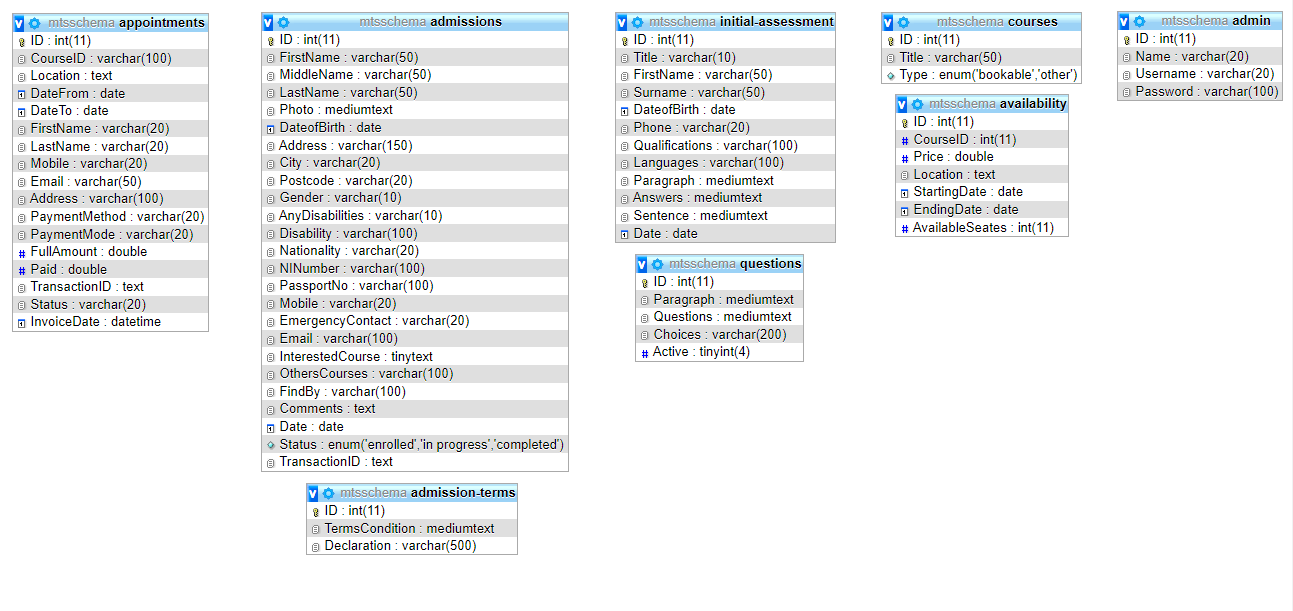 mtsschema appointments
ID : int(11)
CourseID : varchar(100)
Location : text
DateFrom : date
DateTo : date
FirstName : varchar(20)
LastName : varchar(20)
Mobile : varchar(20)
Email : varchar(50)
Address : varchar(100)
PaymentMethod : varchar(20)
PaymentMode : varchar(20)
FullAmount : double
Paid : double
TransactionID : text
Status : varchar(20)
InvoiceDate : datetime
mtsschema admissions
ID : int(11)
FirstName : varchar(50)
MiddleName : varchar(50)
LastName : varchar(50)
Photo : mediumtext
DateofBirth : date
Address : varchar(150)
City : varchar(20)
Postcode : varchar(20)
Gender : varchar(10)
AnyDisabilities : varchar(10)
Disability : varchar(100)
Nationality : varchar(20)
NINumber : varchar(100)
PassportNo : varchar(100)
Mobile : varchar(20)
EmergencyContact : varchar(20)
Email : varchar(100)
InterestedCourse : tinytext
OthersCourses : varchar(100)
FindBy : varchar(100)
Comments : text
Date : date
Status : enum('enrolled','in progress','completed')
TransactionID : text
mtsschema admission-terms
ID : int(11)
TermsCondition : mediumtext
Declaration : varchar(500)
mtsschema initial-assessment
ID : int(11)
Title : varchar(10)
FirstName : varchar(50)
Surname : varchar(50)
DateofBirth : date
Phone : varchar(20)
Qualifications : varchar(100)
Languages : varchar(100)
Paragraph : mediumtext
Answers : mediumtext
Sentence : mediumtext
Date : date
mtsschema questions
ID : int(11)
Paragraph : mediumtext
Questions : mediumtext
Choices : varchar(200)
Active : tinyint(4)
mtsschema courses
ID : int(11)
Title : varchar(50)
Type : enum('bookable','other')
mtsschema availability
ID : int(11)
CourseID : int(11)
Price : double
Location : text
StartingDate : date
EndingDate : date
AvailableSeates : int(11)
mtsschema admin
ID : int(11)
Name : varchar(20)
Username : varchar(20)
Password : varchar(100)